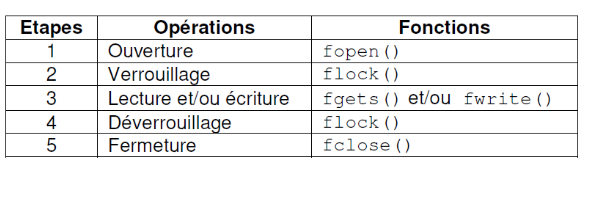 Etapes Opérations Fonctions
1 Ouverture fopen()
2 Verrouillage flock()
3 Lecture et/ou écriture fgets() et/ou fwrite()
4 Déverrouillage flock()
5 Fermeture fclose()